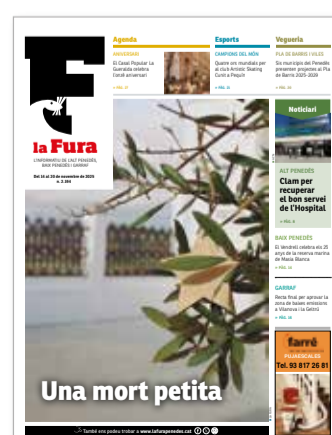 Agenda
ANIVERSARI
El Casal Popular La
Gueralda celebra
l'onzè aniversari
Esports
CAMPIONS DEL MÓN
Quatre ors mundials per
al club Artistic Skating
Cunit a Pequín
Vegueria
PLA DE BARRIS I VILES
Sis municipis del Penedès
presenten projectes al Pla
de Barris 2025-2029
la Fura
L'INFORMATIU DE L'ALT PENEDÈS,
BAIX PENEDÈS I GARRAF
Del 14 al 20 de novembre de 2025
Noticiari
ALT PENEDÈS
Clam per
recuperar
el bon servei
de l'Hospital
BAIX PENEDÈS
El Vendrell celebra els 25
anys de la reserva marina
de Masia Blanca
GARRAF
Recta final per aprovar la
zona de baixes emissions
a Vilanova i la Geltrú
farré
PUJAESCALES
Tel. 93 817 26 81
Una mort petita
També ens podeu trobar a www.lafurapenedes.cat